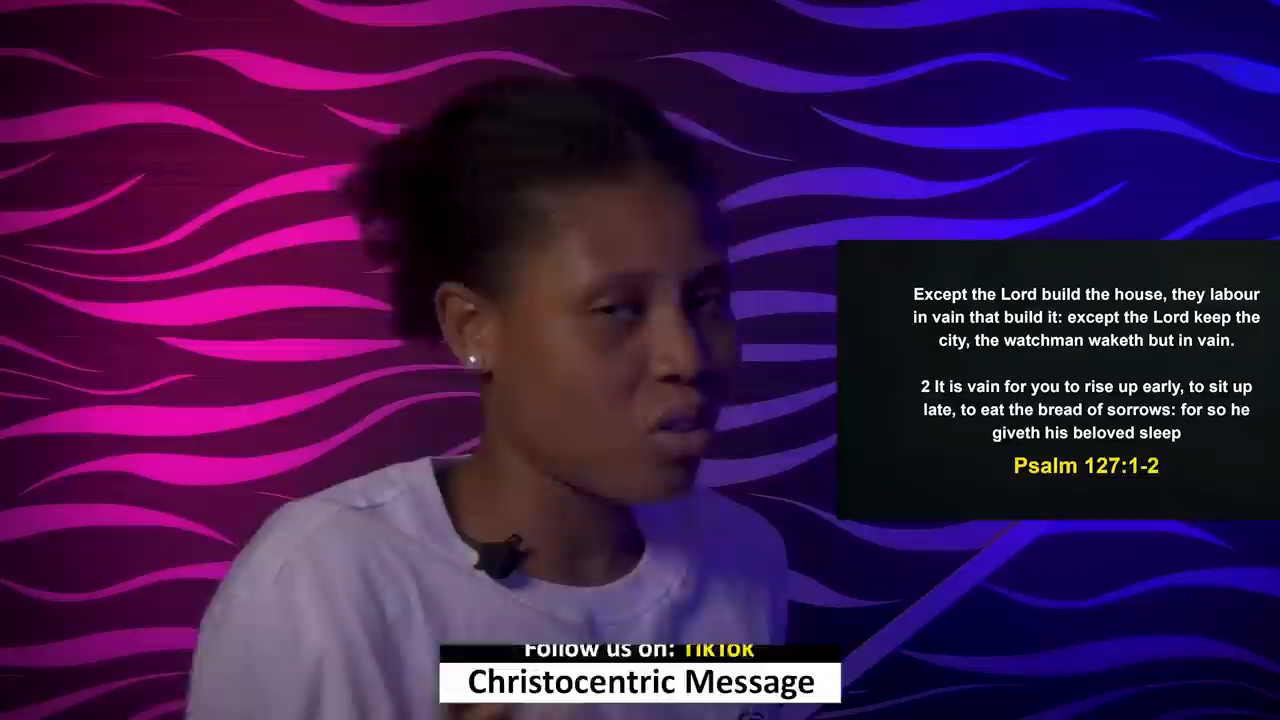 Except the Lord build the house, they labour
in vain that build it: except the Lord keep the
city, the watchman waketh but in vain.
2 It is vain for you to rise up early, to sit up
late, to eat the bread of sorrows: for so he
giveth his beloved sleep
Psalm 127:1-2
Follow us on: TikTok
Christocentric Message